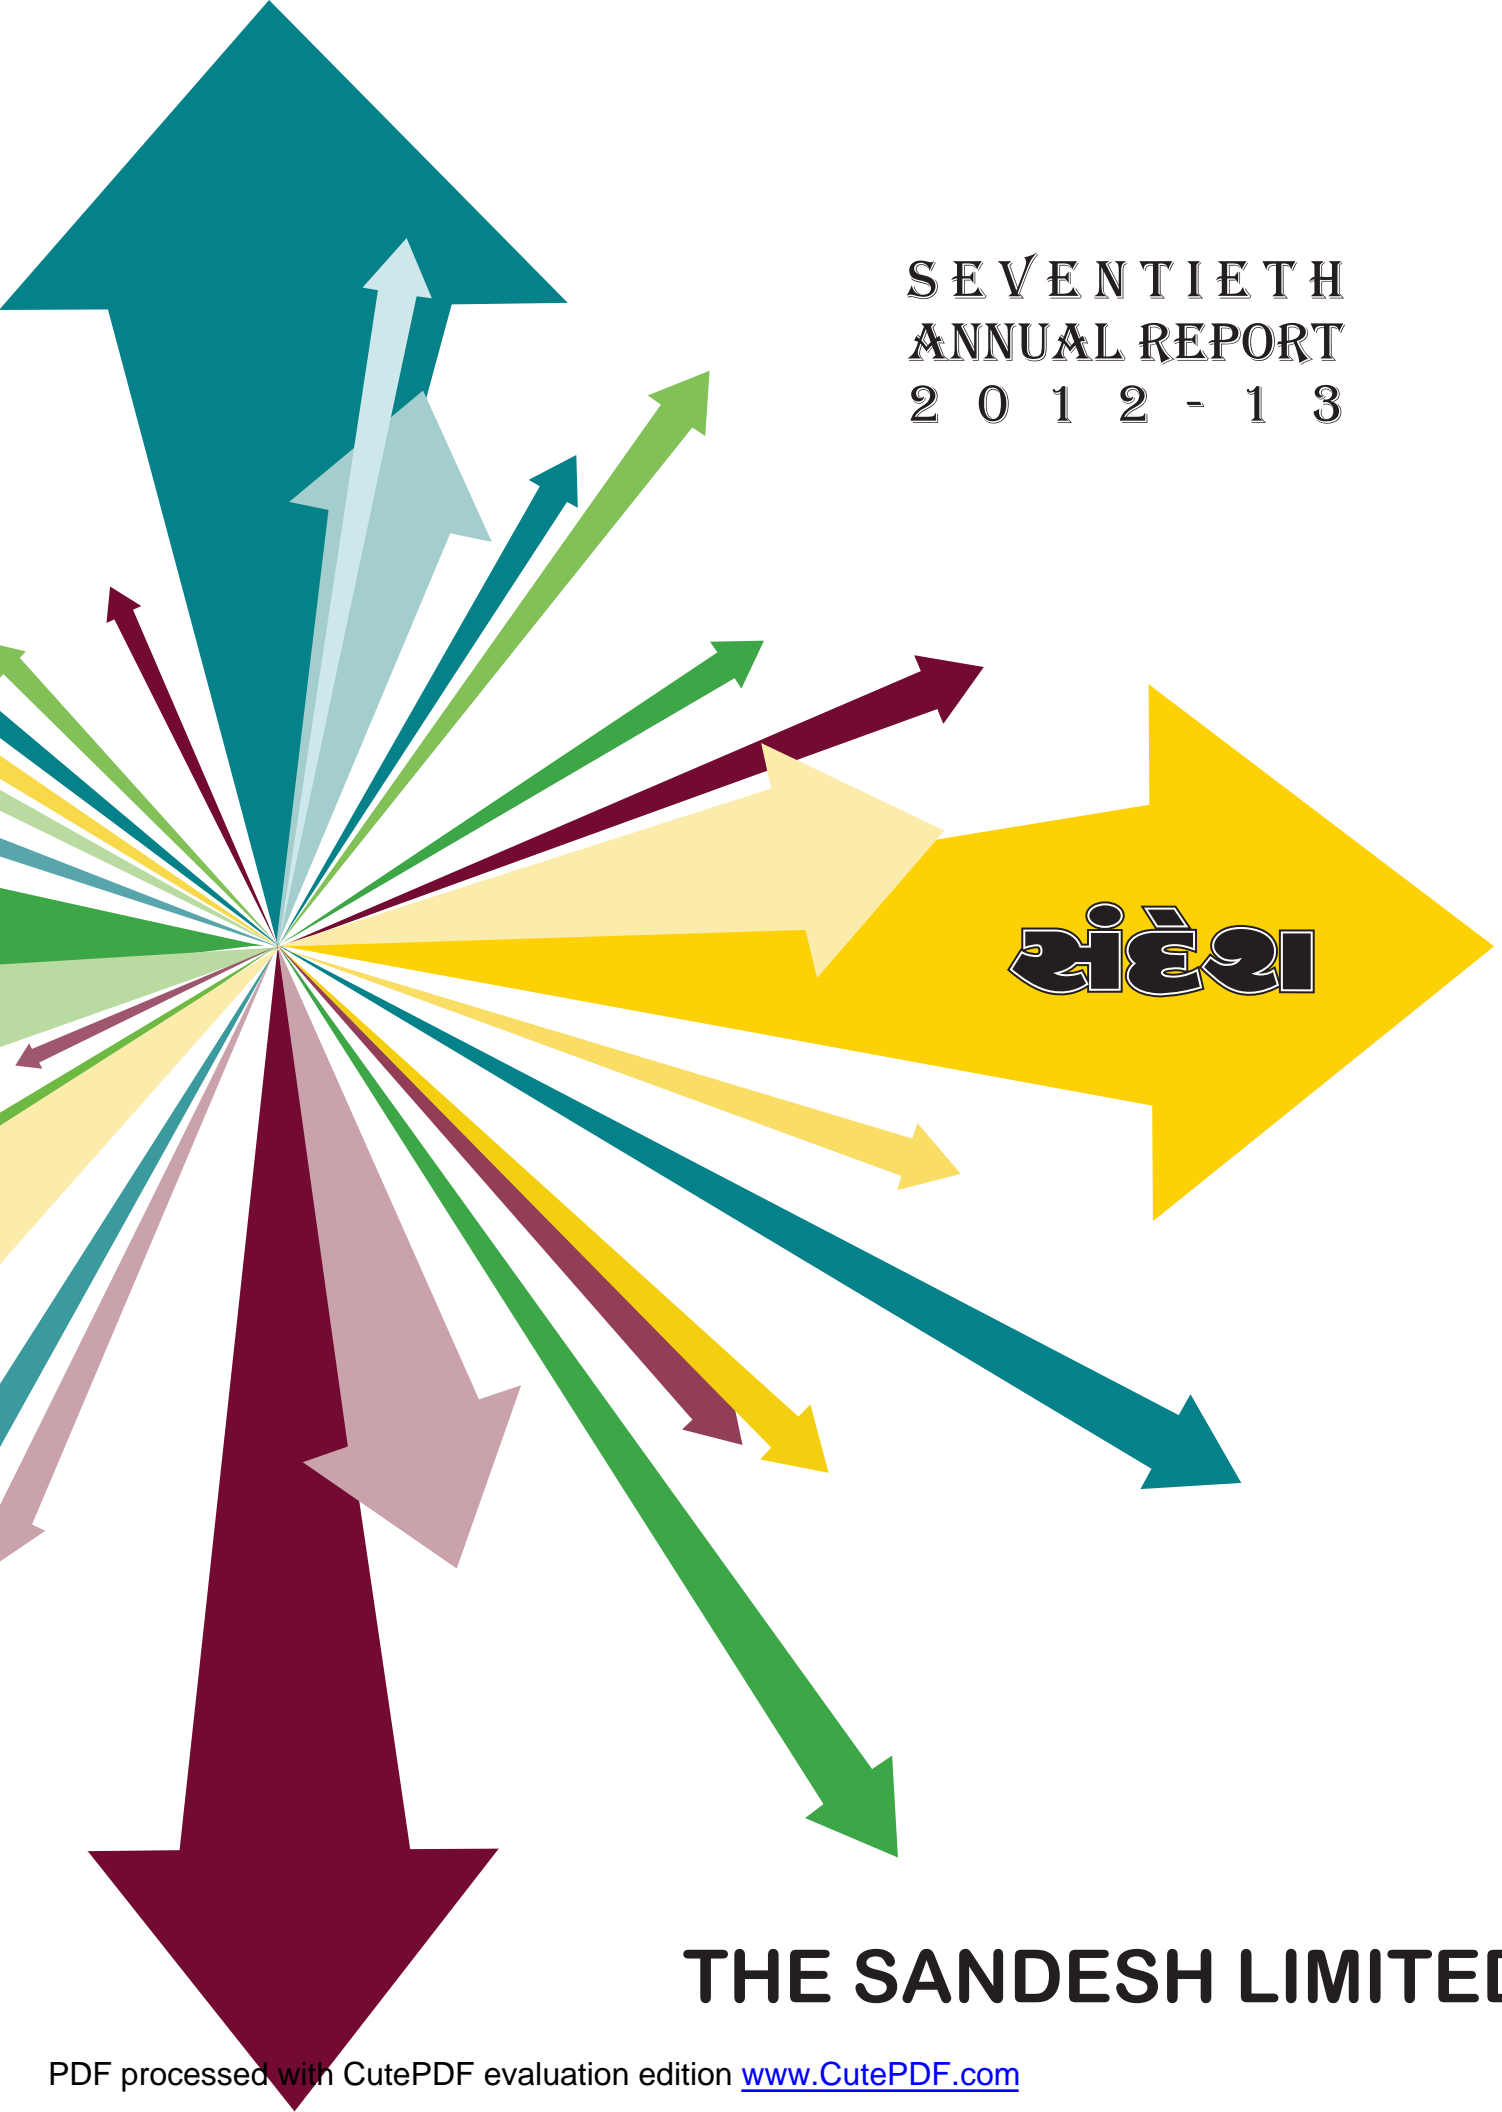 SEVENTIETH
ANNUAL REPORT
2012-13
સંદેશ
THE SANDESH LIMITED
PDF processed with CutePDF evaluation edition www.CutePDF.com